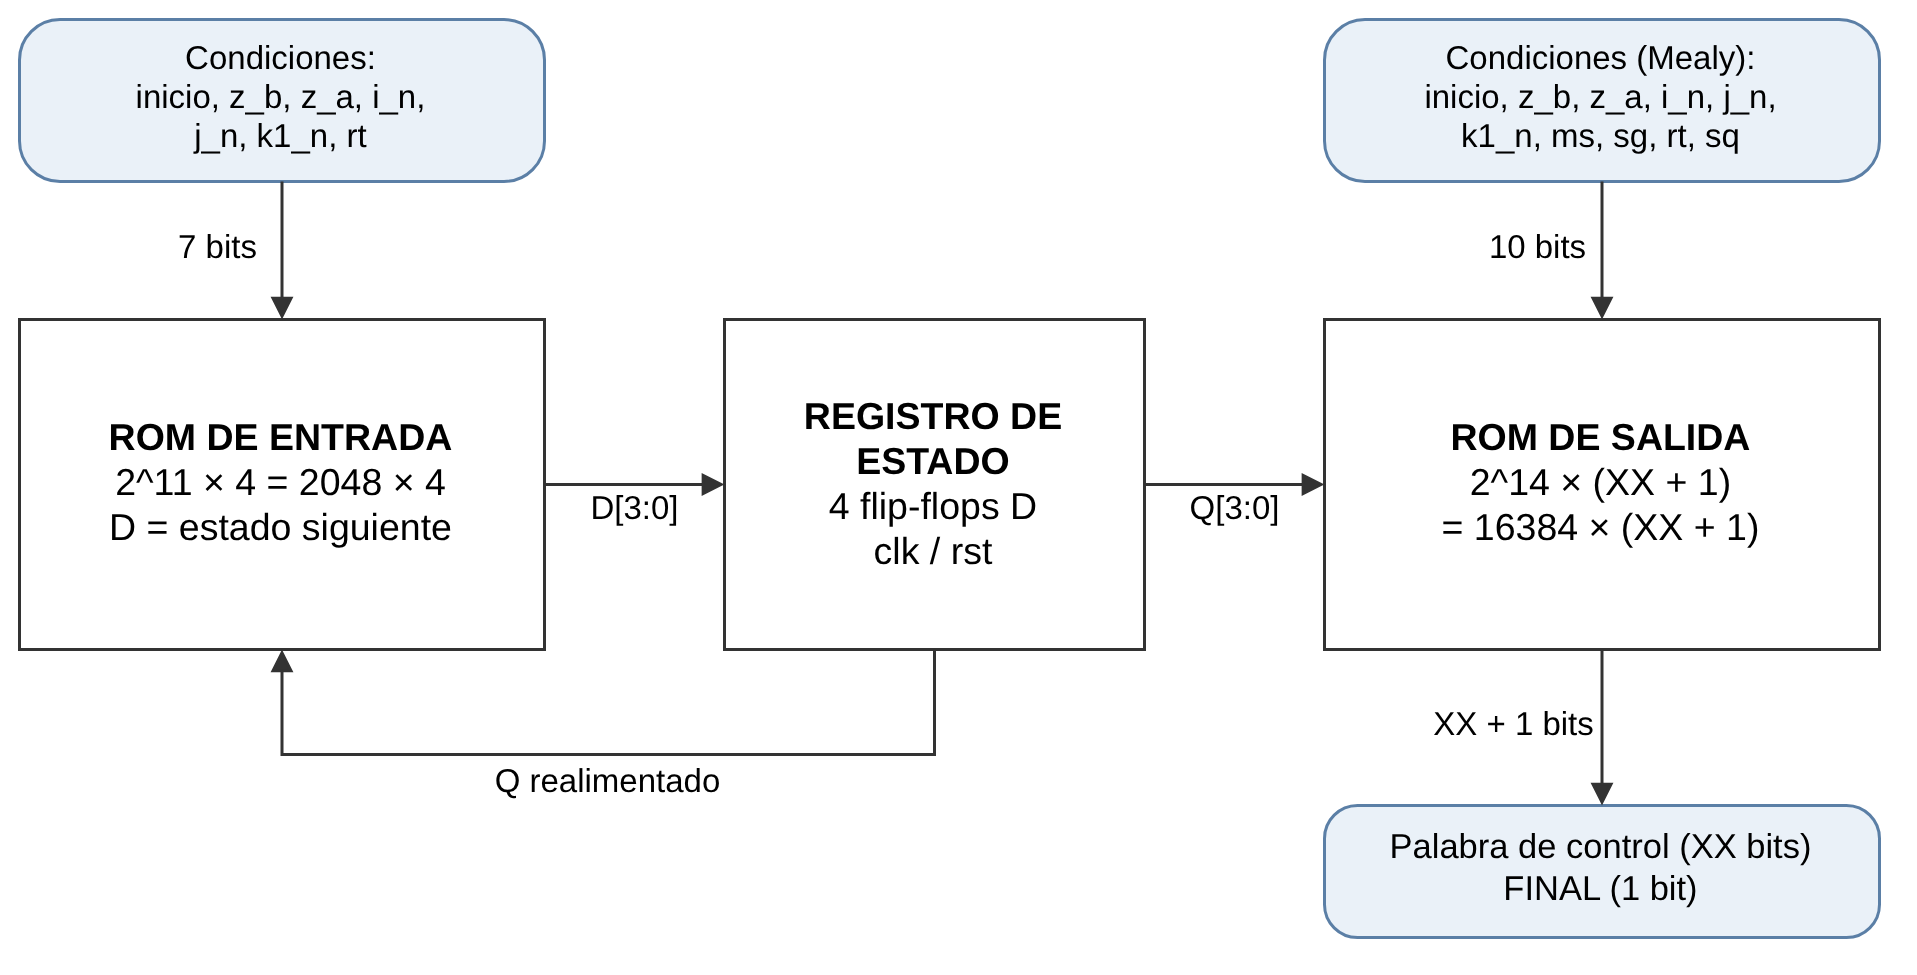 Condiciones:
inicio, z_b, z_a, i_n,
j_n, k1_n, rt
Condiciones (Mealy):
inicio, z_b, z_a, i_n, j_n,
k1_n, ms, sg, rt, sq
7 bits
10 bits
ROM DE ENTRADA
2^11 × 4 = 2048 × 4
D = estado siguiente
D[3:0]
REGISTRO DE
ESTADO
4 flip-flops D
clk / rst
Q[3:0]
ROM DE SALIDA
2^14 × (XX + 1)
= 16384 × (XX + 1)
Q realimentado
XX + 1 bits
Palabra de control (XX bits)
FINAL (1 bit)